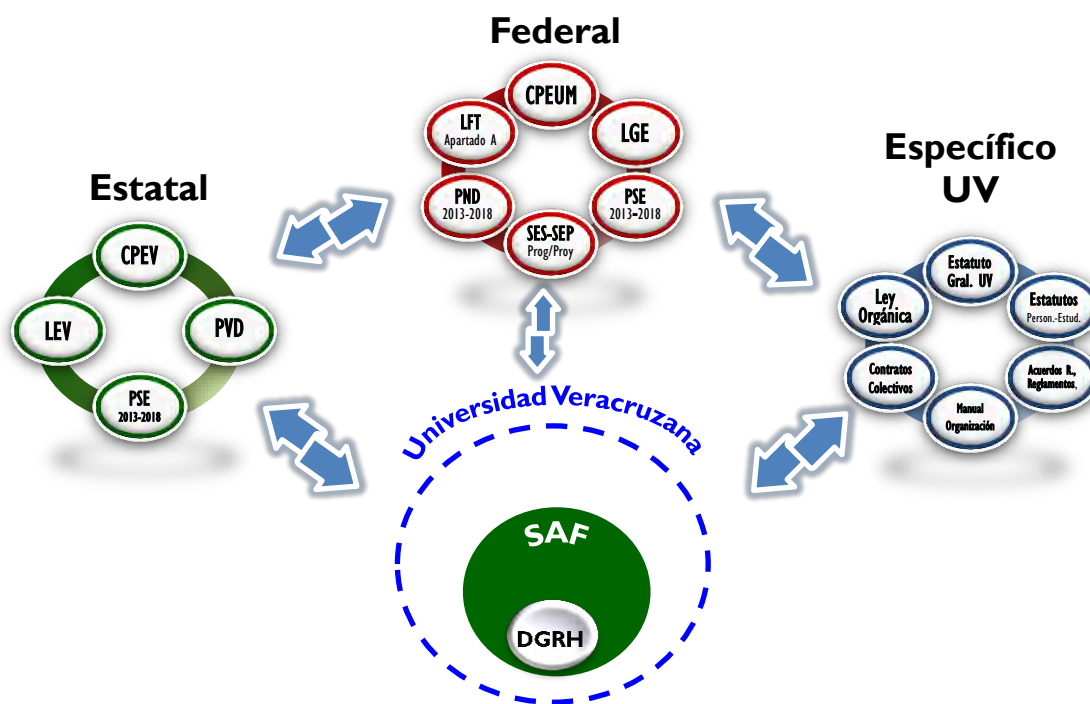 Federal
CPEUM
LFT
Apartado A
LGE
PND
2013-2018
PSE
2013-2018
SES-SEP
Prog/Proy
Estatal
CPEV
LEV
PVD
PSE
2013-2018
Específico
UV
Estatuto
Gral. UV
Ley
Orgánica
Estatutos
Person.-Estud.
Contratos
Colectivos
Acuerdos R.,
Reglamentos,
Manual
Organización
Universidad Veracruzana
SAF
DGRH